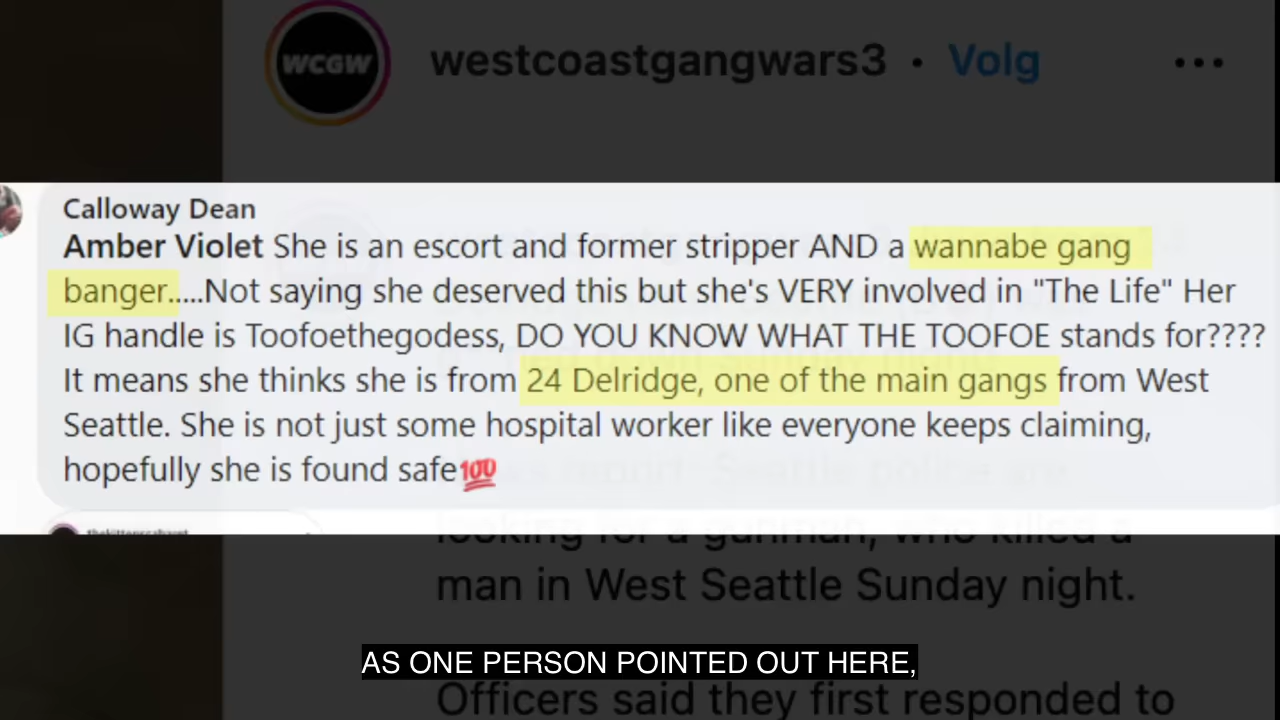 WCGW westcoastgangwars3 • Volg ...
Calloway Dean
Amber Violet She is an escort and former stripper AND a wannabe gang
banger.....Not saying she deserved this but she's VERY involved in "The Life" Her
IG handle is Toofoethegodess, DO YOU KNOW WHAT THE TOOFOE stands for????
It means she thinks she is from 24 Delridge, one of the main gangs from West
Seattle. She is not just some hospital worker like everyone keeps claiming,
hopefully she is found safe💯
looking for a gunman, who killed a
man in West Seattle Sunday night.
AS ONE PERSON POINTED OUT HERE,
Officers said they first responded to